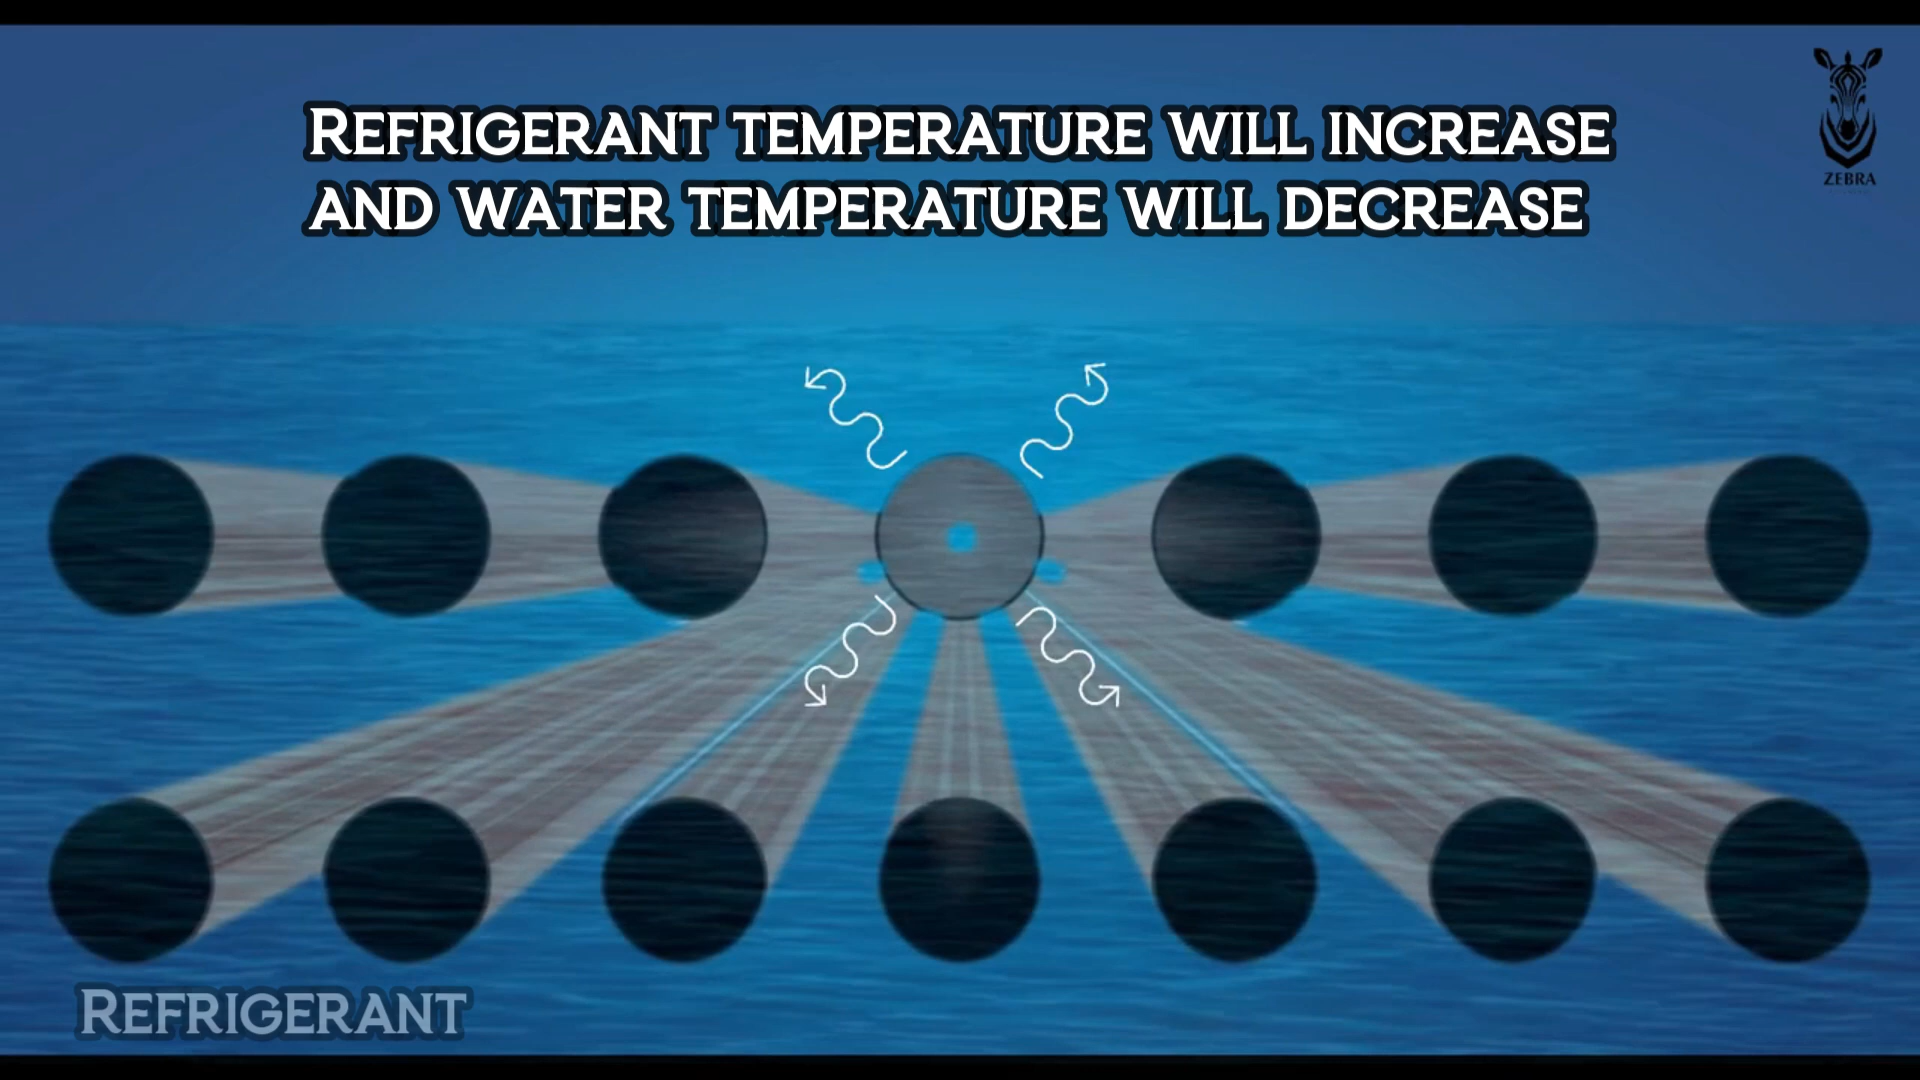 Refrigerant temperature will increase
and water temperature will decrease
ZEBRA
Refrigerant